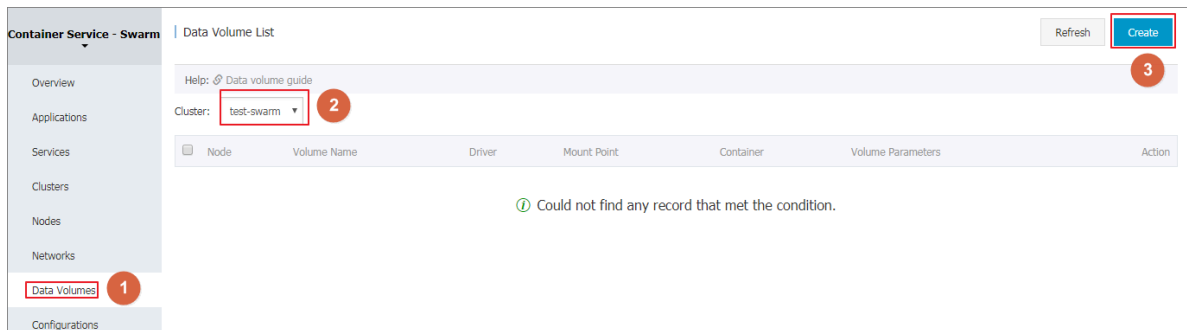 Container Service - Swarm
Data Volume List
Refresh
Create
3
Overview
Applications
Services
Clusters
Nodes
Networks
Data Volumes
1
Configurations
Help: Data volume guide
Cluster: test-swarm 2
Node Volume Name Driver Mount Point Container Volume Parameters Action
Could not find any record that met the condition.